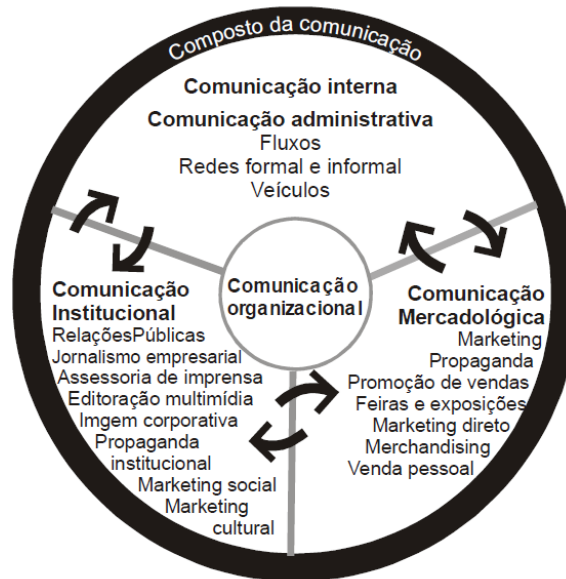 Composto da comunicação
Comunicação interna
Comunicação administrativa
Fluxos
Redes formal e informal
Veículos
Comunicação
organizacional
Comunicação
Institucional
RelaçõesPúblicas
Jornalismo empresarial
Assessoria de imprensa
Editoração multimídia
Imgem corporativa
Propaganda
institucional
Marketing social
Marketing
cultural
Comunicação
Mercadológica
Marketing
Propaganda
Promoção de vendas
Feiras e exposições
Marketing direto
Merchandising
Venda pessoal